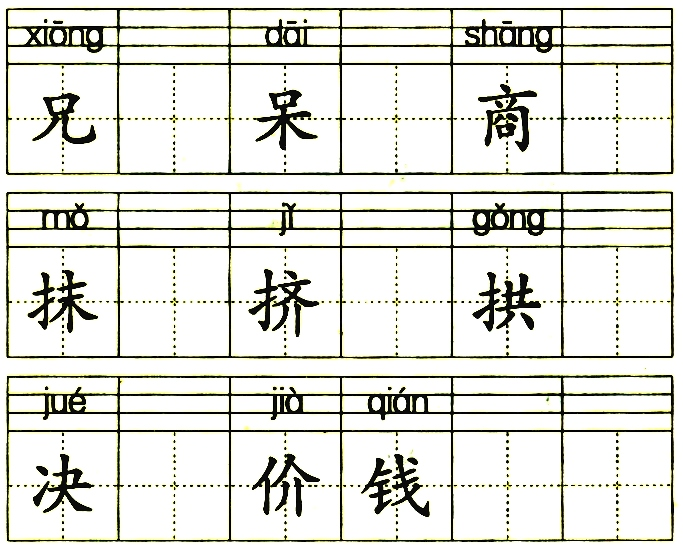 xiōng dāi shāng
兄 呆 商
mǒ jǐ gǒng
抹 挤 拱
jué jià qián
决 价 钱